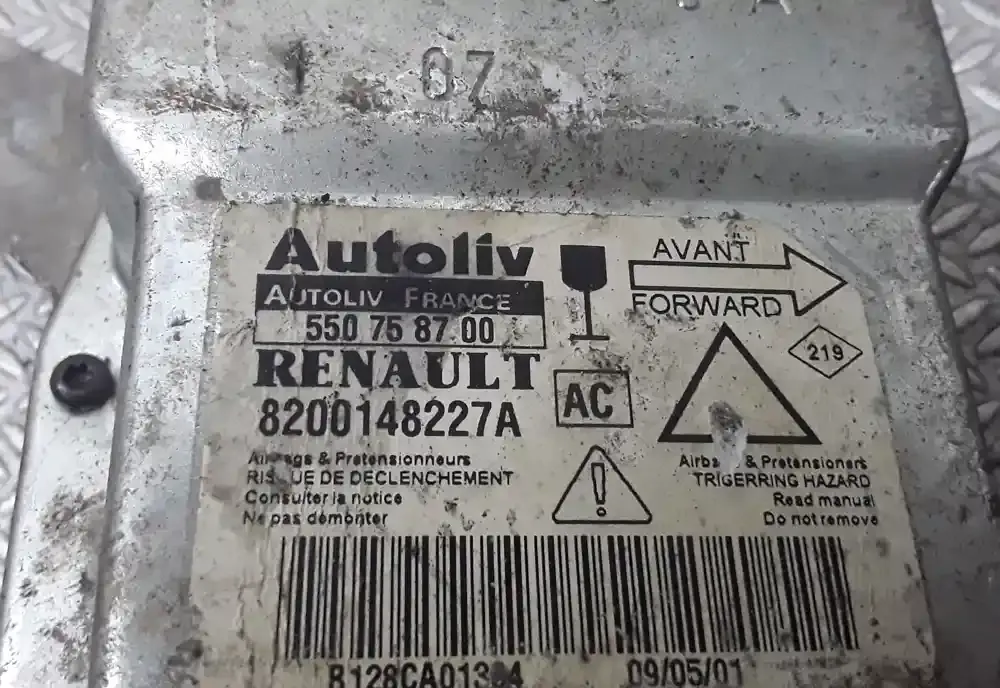 07
Autoliv
AUTOLIV FRANCE
550 75 87 00
RENAULT
8200148227A
AC
AVANT
FORWARD
219
Airbags & Pretensionneurs
RISQUE DE DECLENCHEMENT
Consulter la notice
Ne pas démonter
Airba & Pretensioners
TRIGERRING HAZARD
Read manual
Do not remove
09/05/01